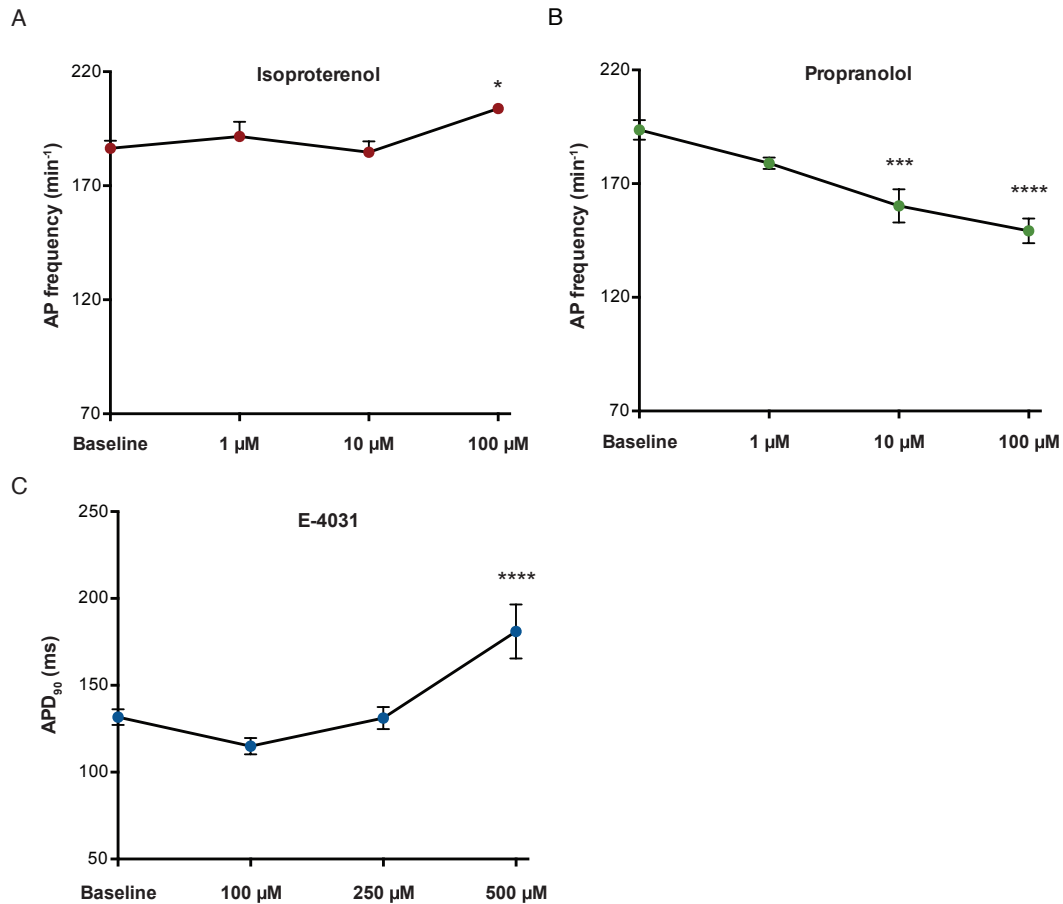 A
Isoproterenol
*
220
170
120
70
AP frequency (min⁻¹)
Baseline 1 µM 10 µM 100 µM
B
Propranolol
***
****
220
170
120
70
AP frequency (min⁻¹)
Baseline 1 µM 10 µM 100 µM
C
E-4031
****
250
200
150
100
50
APD₉₀ (ms)
Baseline 100 µM 250 µM 500 µM